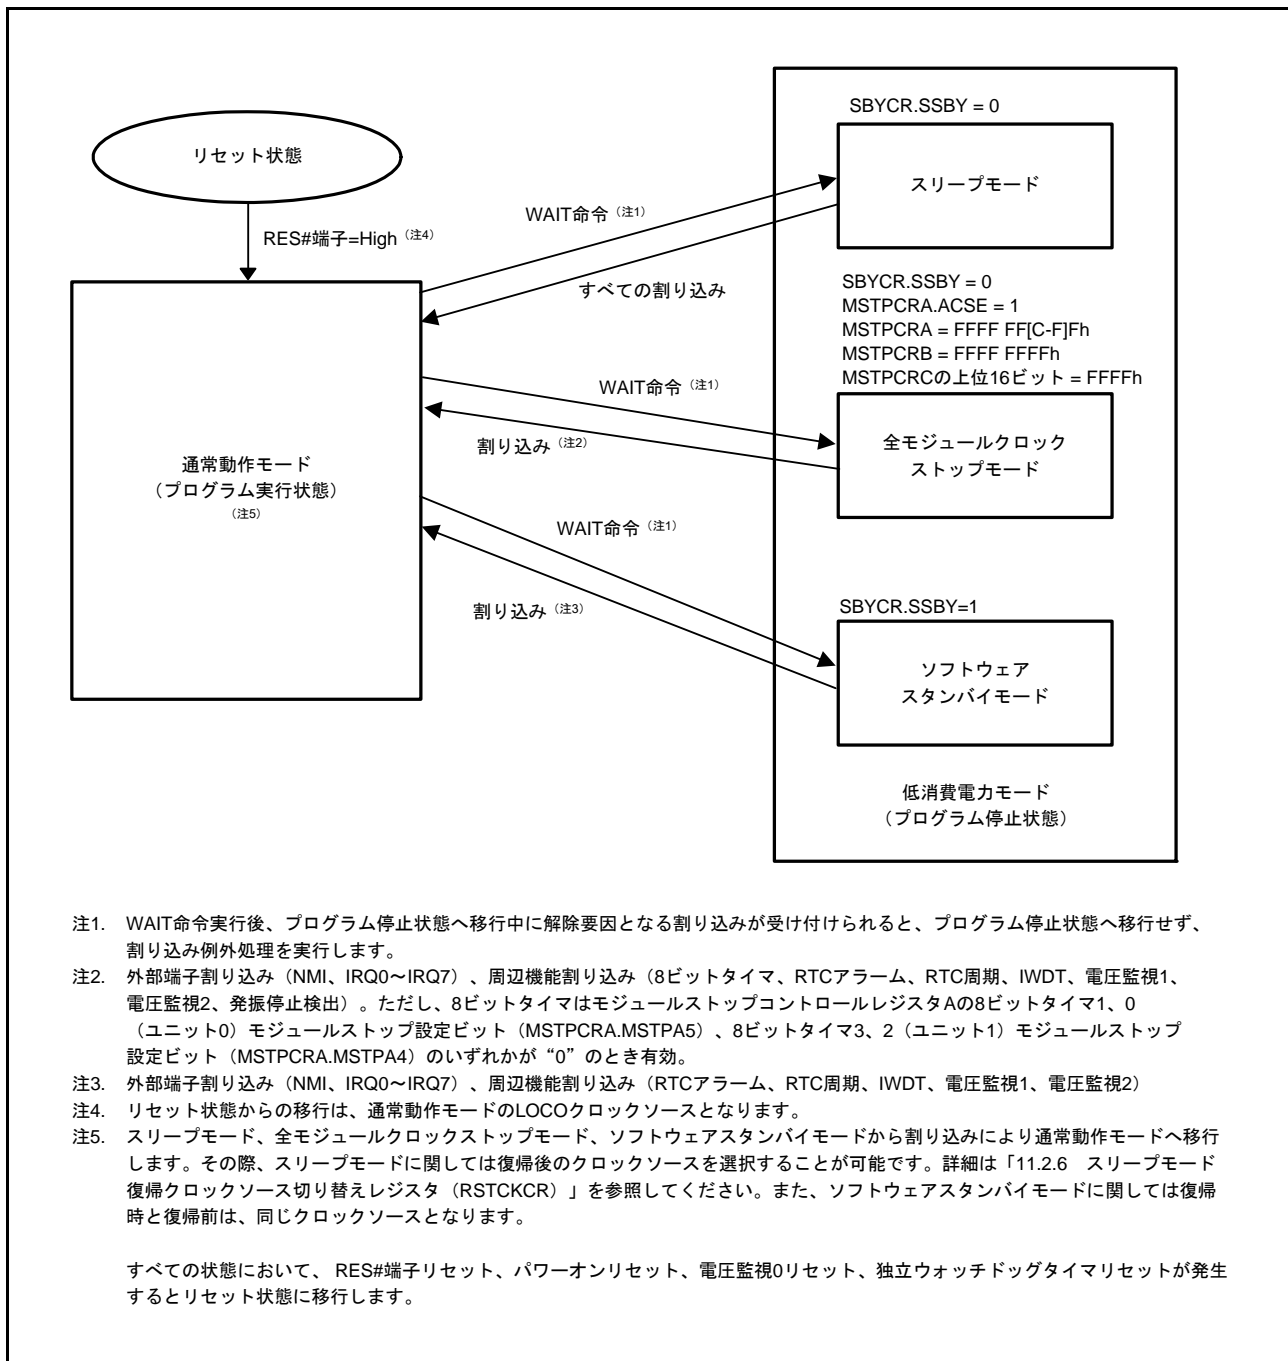 リセット状態
RES#端子=High（注4）
通常動作モード
（プログラム実行状態）
（注5）
WAIT命令（注1）
すべての割り込み
WAIT命令（注1）
割り込み（注2）
WAIT命令（注1）
割り込み（注3）
SBYCR.SSBY = 0
スリープモード
SBYCR.SSBY = 0
MSTPCRA.ACSE = 1
MSTPCRA = FFFF FF[C-F]Fh
MSTPCRB = FFFF FFFFh
MSTPCRCの上位16ビット = FFFFh
全モジュールクロック
ストップモード
SBYCR.SSBY=1
ソフトウェア
スタンバイモード
低消費電力モード
（プログラム停止状態）
注1. WAIT命令実行後、プログラム停止状態へ移行中に解除要因となる割り込みが受け付けられると、プログラム停止状態へ移行せず、
割り込み例外処理を実行します。
注2. 外部端子割り込み（NMI、IRQ0～IRQ7）、周辺機能割り込み（8ビットタイマ、RTCアラーム、RTC周期、IWDT、電圧監視1、
電圧監視2、発振停止検出）。ただし、8ビットタイマはモジュールストップコントロールレジスタAの8ビットタイマ1、0
（ユニット0）モジュールストップ設定ビット（MSTPCRA.MSTPA5）、8ビットタイマ3、2（ユニット1）モジュールストップ
設定ビット（MSTPCRA.MSTPA4）のいずれかが“0”のとき有効。
注3. 外部端子割り込み（NMI、IRQ0～IRQ7）、周辺機能割り込み（RTCアラーム、RTC周期、IWDT、電圧監視1、電圧監視2）
注4. リセット状態からの移行は、通常動作モードのLOCOクロックソースとなります。
注5. スリープモード、全モジュールクロックストップモード、ソフトウェアスタンバイモードから割り込みにより通常動作モードへ移行
します。その際、スリープモードに関しては復帰後のクロックソースを選択することが可能です。詳細は「11.2.6 スリープモード
復帰クロックソース切り替えレジスタ（RSTCKCR）」を参照してください。また、ソフトウェアスタンバイモードに関しては復帰
時と復帰前は、同じクロックソースとなります。
すべての状態において、 RES#端子リセット、パワーオンリセット、電圧監視0リセット、独立ウォッチドッグタイマリセットが発生
するとリセット状態に移行します。